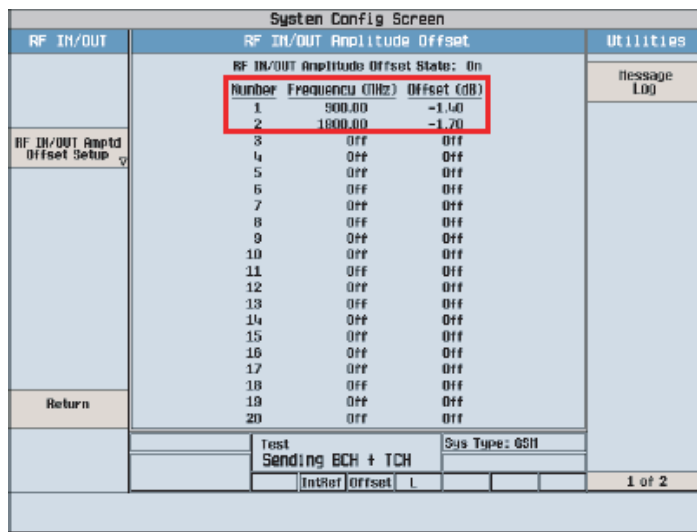 System Config Screen
RF IN/OUT
RF IN/OUT Amplitude Offset
Utilities
RF IN/OUT Amplitude Offset State: On
Message
Log
Number Frequency (MHz) Offset (dB)
1 900.00 -1.40
2 1800.00 -1.70
3 Off Off
4 Off Off
5 Off Off
6 Off Off
7 Off Off
8 Off Off
9 Off Off
10 Off Off
11 Off Off
12 Off Off
13 Off Off
14 Off Off
15 Off Off
16 Off Off
17 Off Off
18 Off Off
19 Off Off
20 Off Off
RF IN/OUT Amptd
Offset Setup
Return
Test
Sending BCH + TCH
Sys Type: GSM
IntRef Offset L
1 of 2